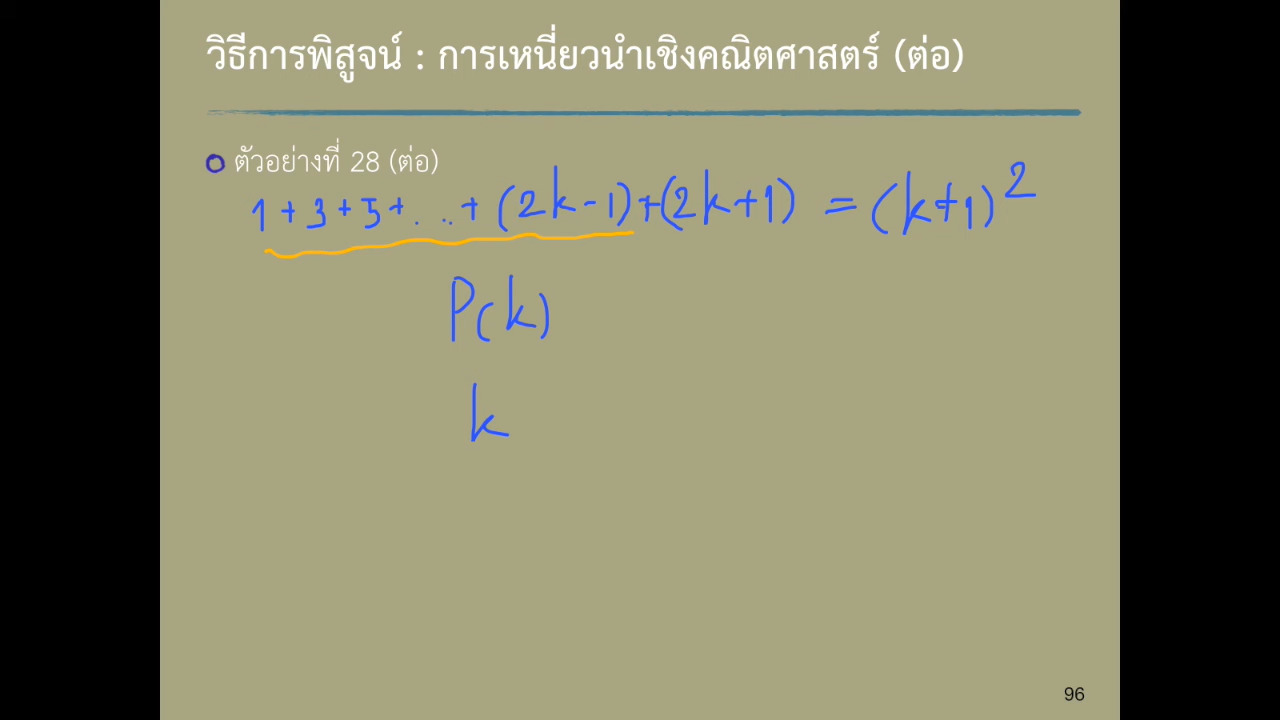 วิธีการพิสูจน์ : การเหนี่ยวนำเชิงคณิตศาสตร์ (ต่อ)
ตัวอย่างที่ 28 (ต่อ)
1 + 3 + 5 + . .. + (2k - 1) + (2k + 1) = (k+1)²
P(k)
k
96